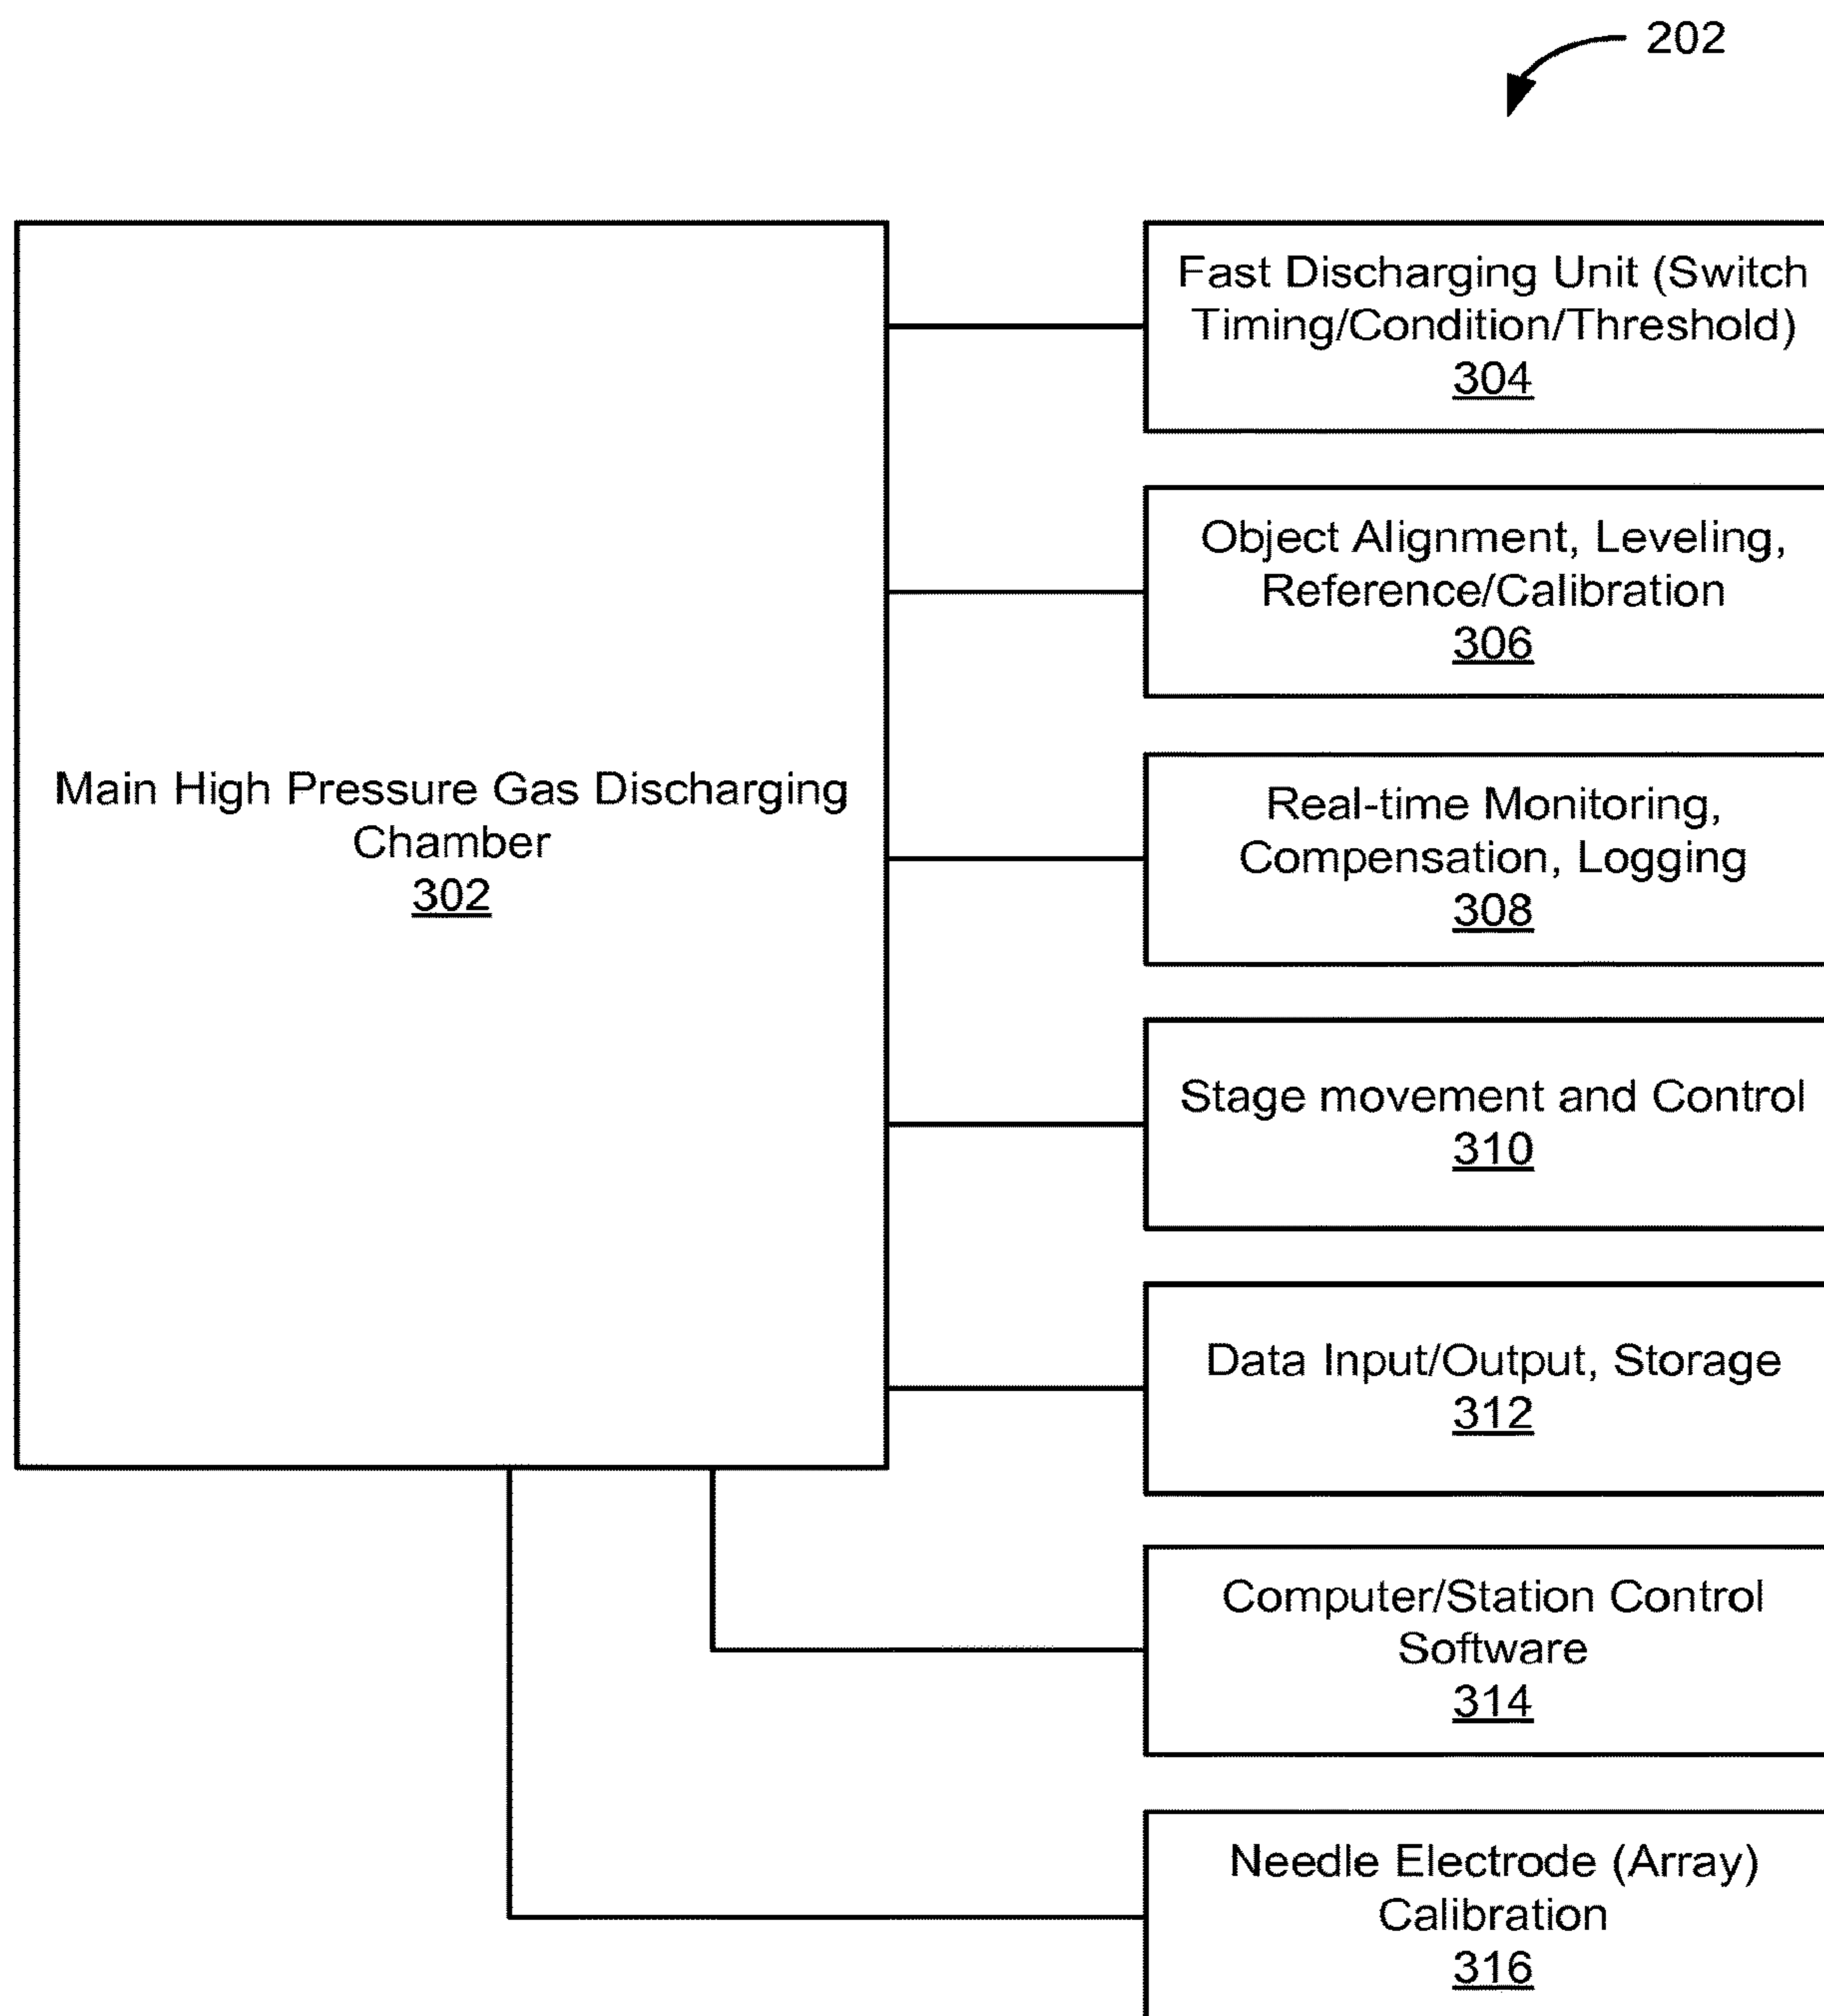 202
Main High Pressure Gas Discharging
Chamber
302
Fast Discharging Unit (Switch
Timing/Condition/Threshold)
304
Object Alignment, Leveling,
Reference/Calibration
306
Real-time Monitoring,
Compensation, Logging
308
Stage movement and Control
310
Data Input/Output, Storage
312
Computer/Station Control
Software
314
Needle Electrode (Array)
Calibration
316